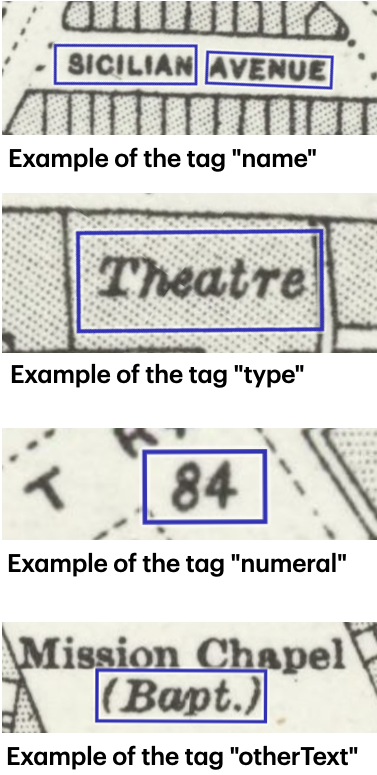 SICILIAN AVENUE
Example of the tag "name"
Theatre
Example of the tag "type"
T
84
Example of the tag "numeral"
Mission Chapel
(Bapt.)
Example of the tag "otherText"